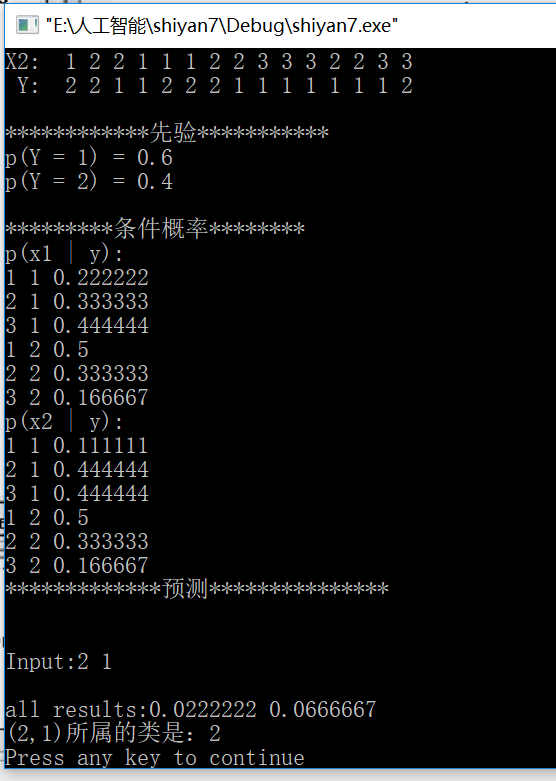 "E:\人工智能\shiyan7\Debug\shiyan7.exe"
X2:  1 2 2 1 1 1 2 2 3 3 3 2 2 3 3
 Y:  2 2 1 1 2 2 2 1 1 1 1 1 1 1 2
************先验***********
p(Y = 1) = 0.6
p(Y = 2) = 0.4
*********条件概率********
p(x1 | y):
1 1 0.222222
2 1 0.333333
3 1 0.444444
1 2 0.5
2 2 0.333333
3 2 0.166667
p(x2 | y):
1 1 0.111111
2 1 0.444444
3 1 0.444444
1 2 0.5
2 2 0.333333
3 2 0.166667
*************预测***************
Input:2 1
all results:0.0222222 0.0666667
(2,1)所属的类是：2
Press any key to continue